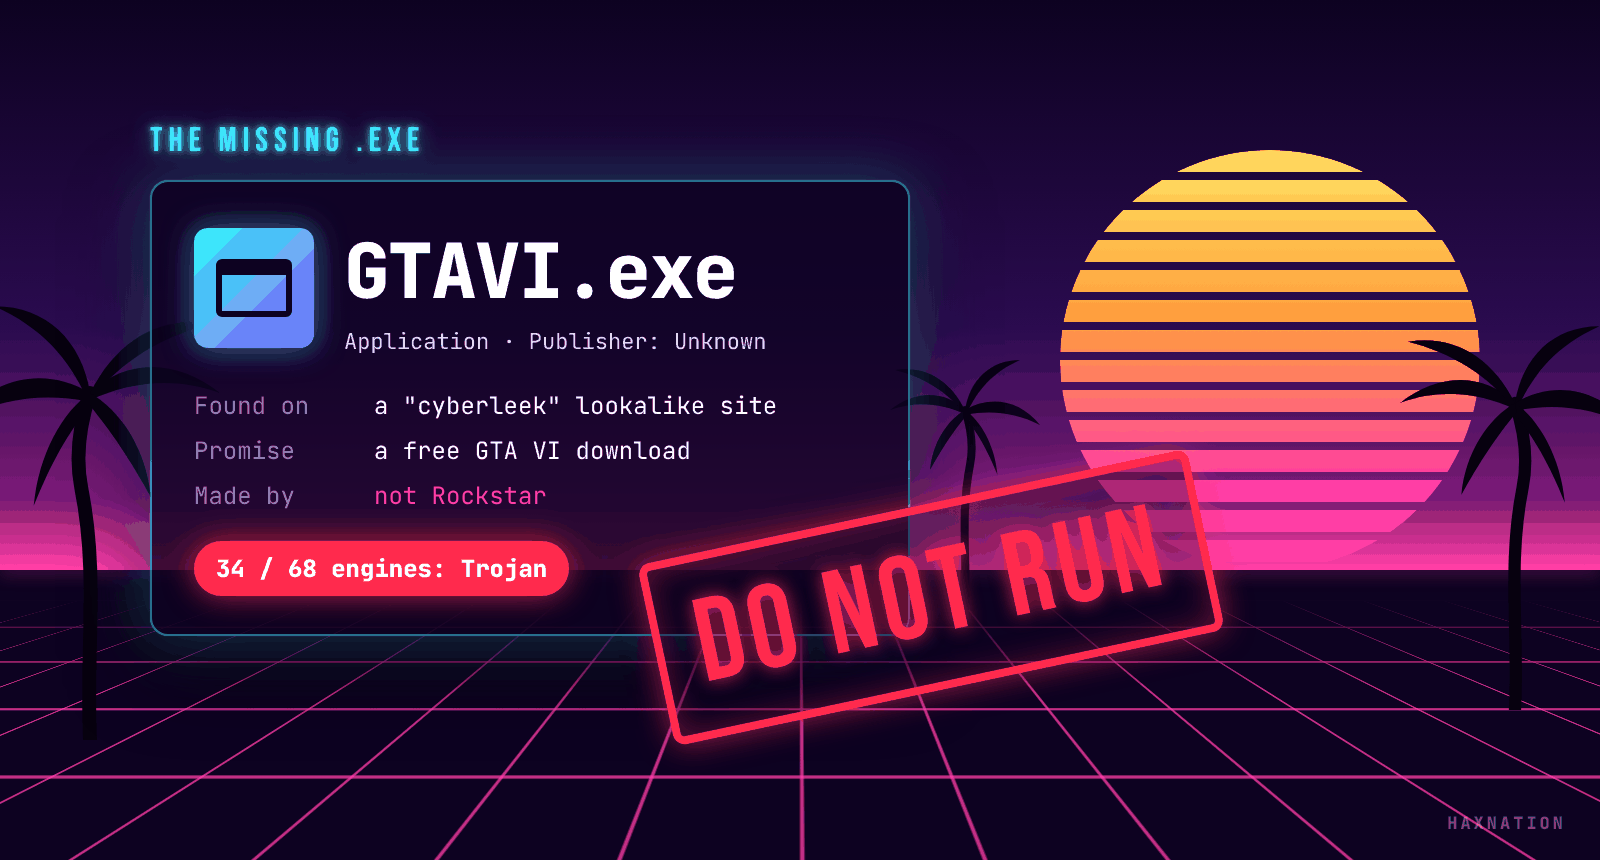 THE MISSING .EXE
GTAVI.exe
Application · Publisher: Unknown
Found on a "cyberleek" lookalike site
Promise a free GTA VI download
Made by not Rockstar
34 / 68 engines: Trojan
DO NOT RUN
HAXNATION